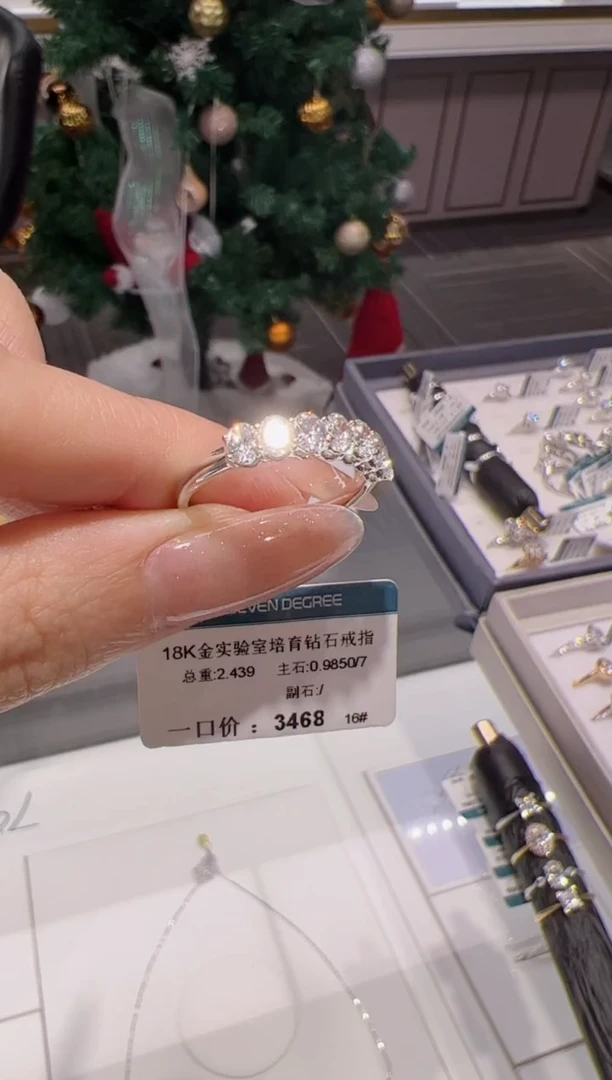 EVEN DEGREE
18K金实验室培育钻石戒指
总重:2.439 主石:0.9850/7
副石:/
一口价：3468 16#